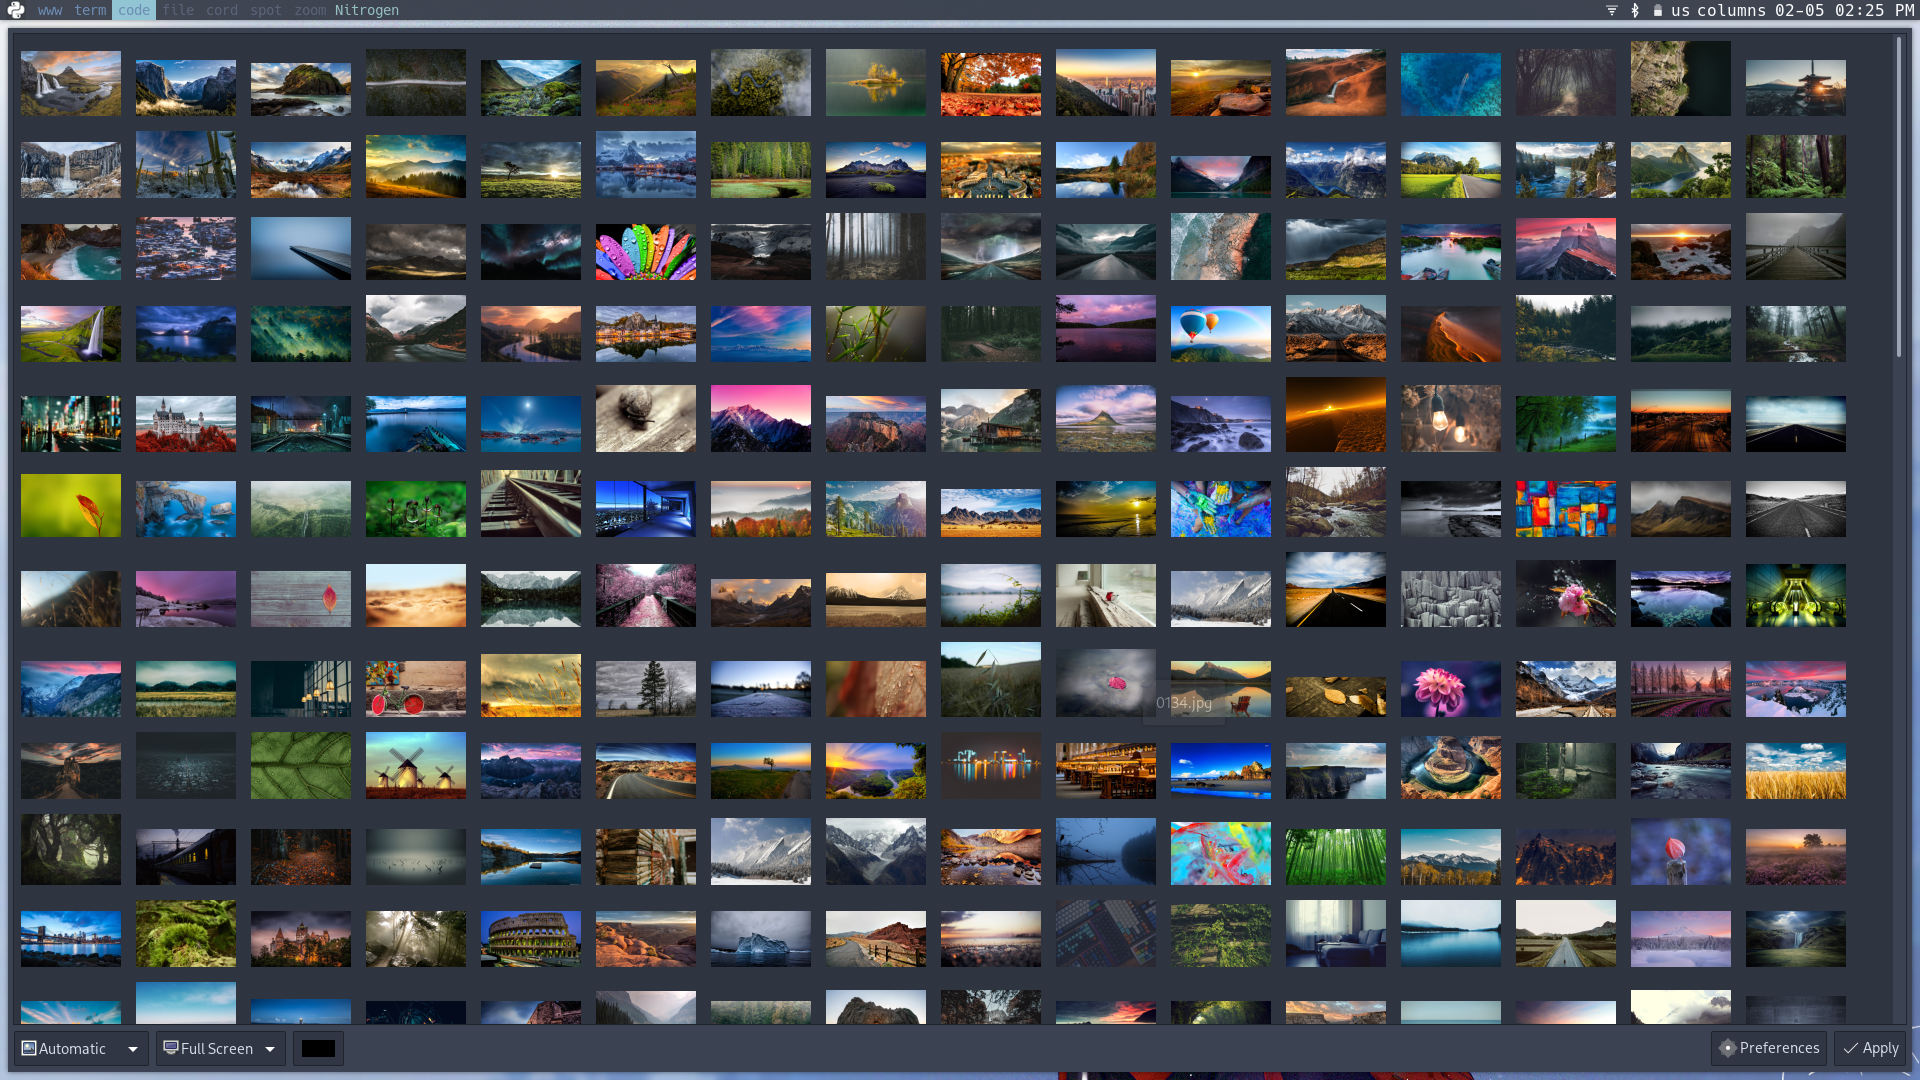 www term code file cord spot zoom Nitrogen us columns 02-05 02:25 PM
0134.jpg
Automatic Full Screen Preferences Apply